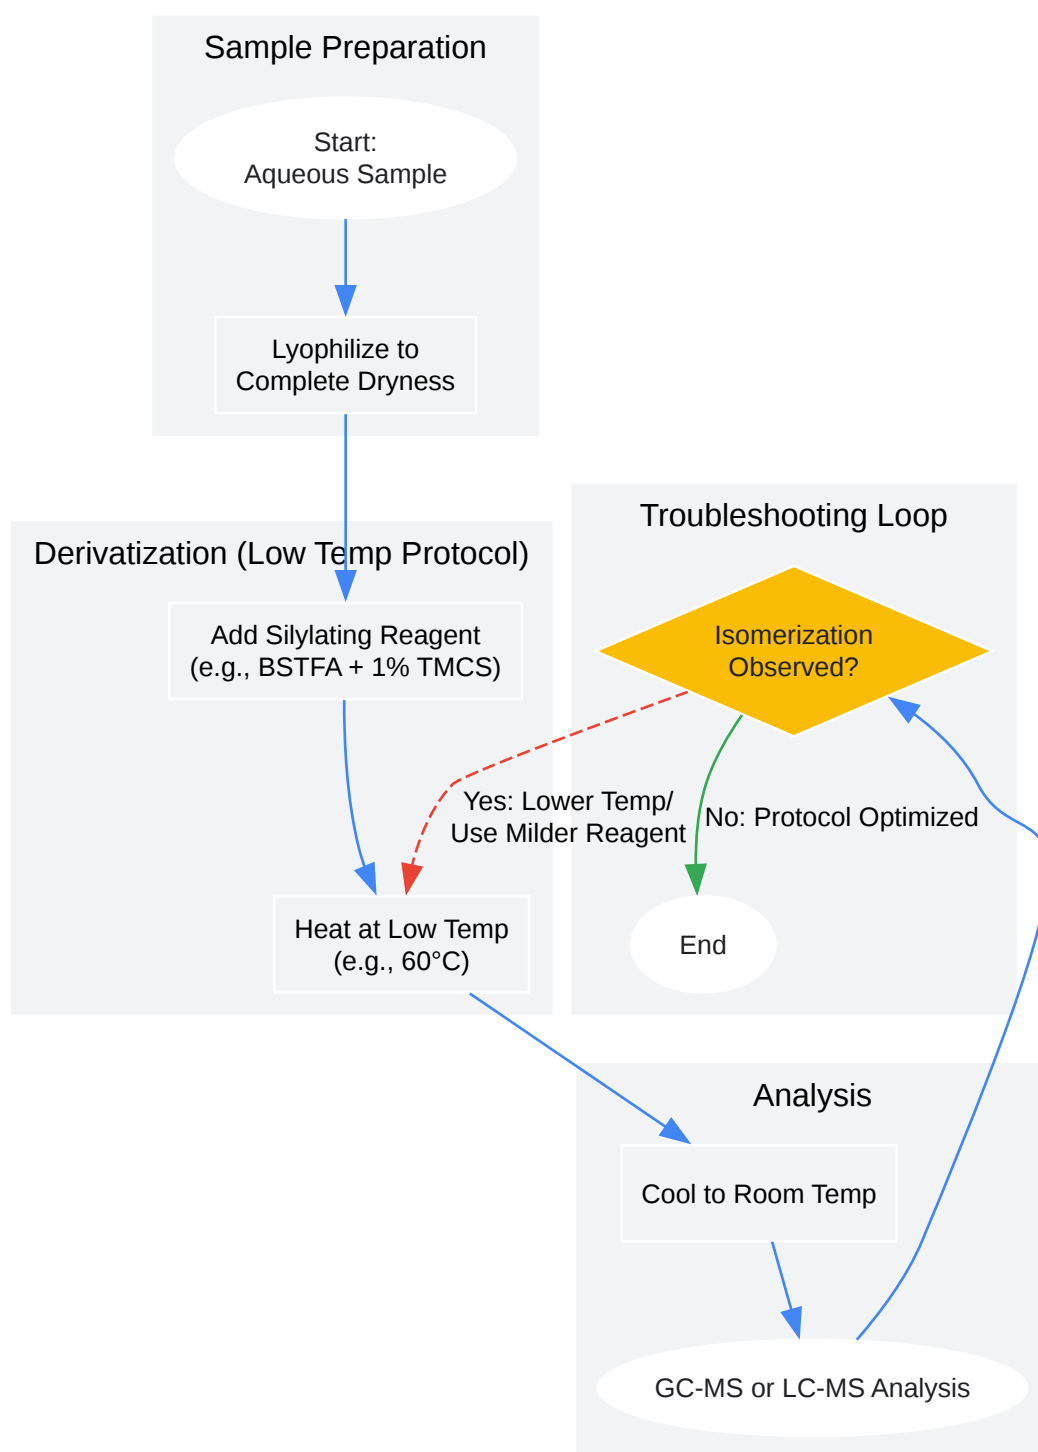 Sample Preparation
Start:
Aqueous Sample
Lyophilize to
Complete Dryness
Derivatization (Low Temp Protocol)
Add Silylating Reagent
(e.g., BSTFA + 1% TMCS)
Heat at Low Temp
(e.g., 60°C)
Troubleshooting Loop
Isomerization
Observed?
Yes: Lower Temp/
Use Milder Reagent
No: Protocol Optimized
End
Analysis
Cool to Room Temp
GC-MS or LC-MS Analysis